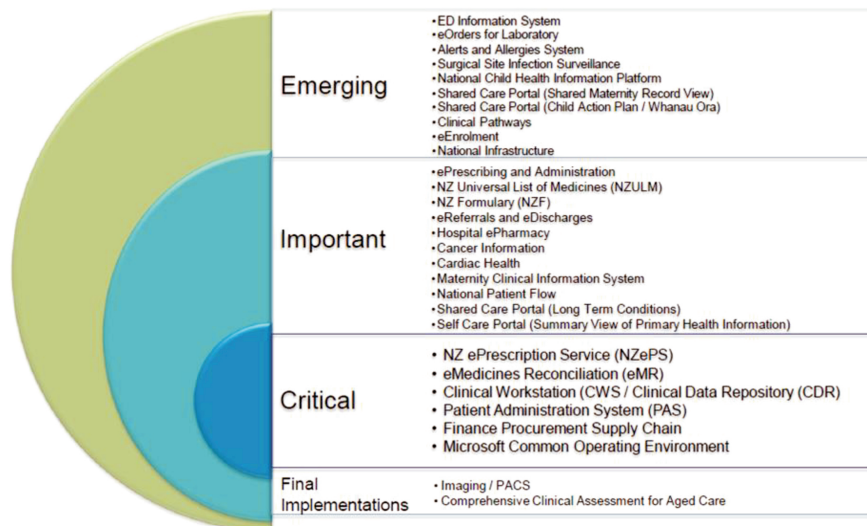 Emerging
•ED Information System
•eOrders for Laboratory
•Alerts and Allergies System
•Surgical Site Infection Surveillance
•National Child Health Information Platform
•Shared Care Portal (Shared Maternity Record View)
•Shared Care Portal (Child Action Plan / Whanau Ora)
•Clinical Pathways
•eEnrolment
•National Infrastructure
Important
•ePrescribing and Administration
•NZ Universal List of Medicines (NZULM)
•NZ Formulary (NZF)
•eReferrals and eDischarges
•Hospital ePharmacy
•Cancer Information
•Cardiac Health
•Maternity Clinical Information System
•National Patient Flow
•Shared Care Portal (Long Term Conditions)
•Self Care Portal (Summary View of Primary Health Information)
Critical
• NZ ePrescription Service (NZePS)
• eMedicines Reconciliation (eMR)
• Clinical Workstation (CWS / Clinical Data Repository (CDR)
• Patient Administration System (PAS)
• Finance Procurement Supply Chain
• Microsoft Common Operating Environment
Final
Implementations
• Imaging / PACS
• Comprehensive Clinical Assessment for Aged Care